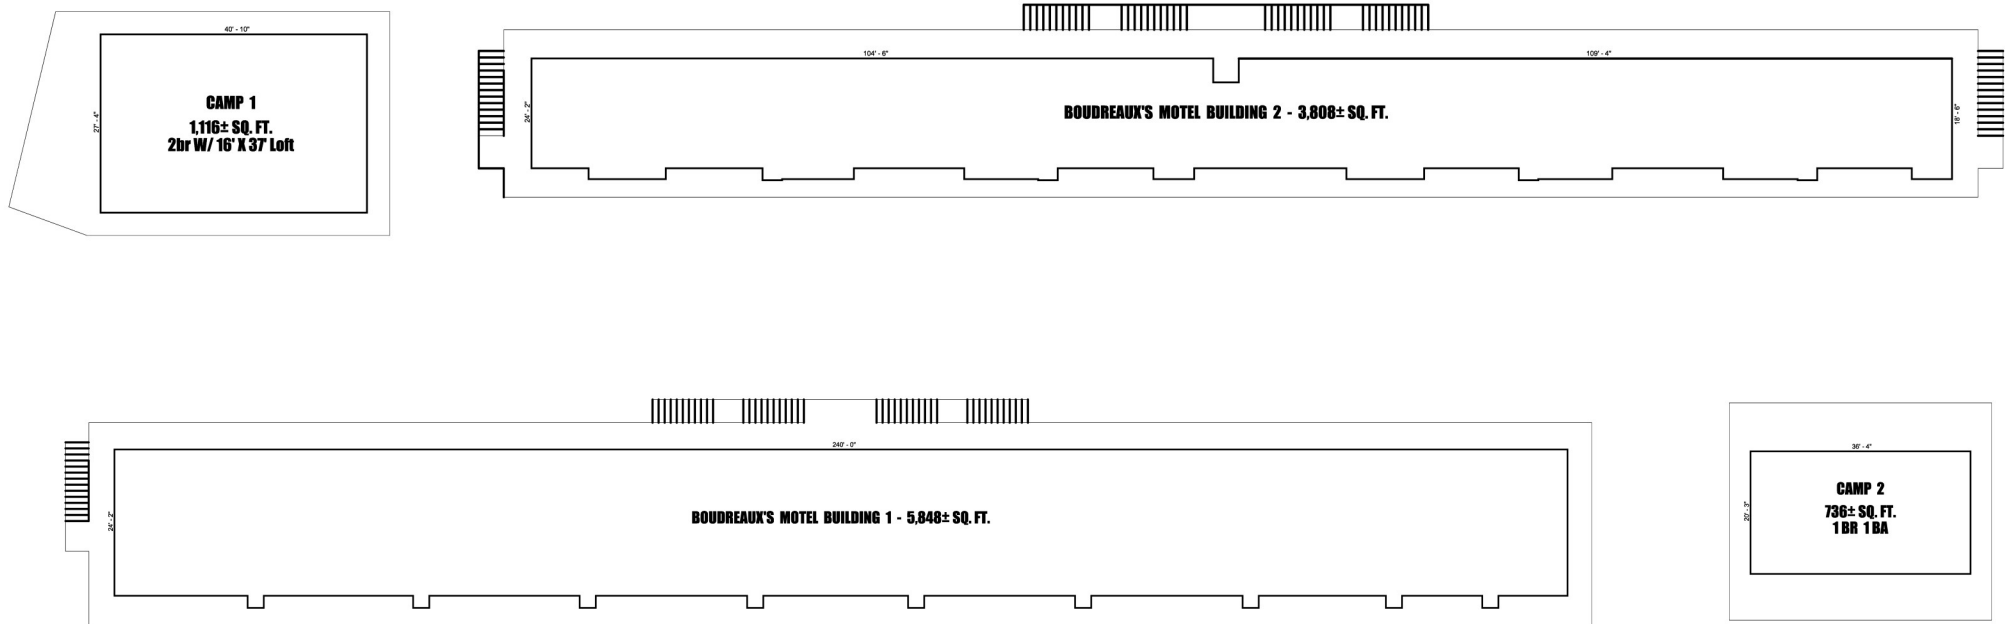 40' - 10"
27' - 4"
CAMP 1
1,116± SQ. FT.
2br W/ 16' X 37' Loft
104' - 6"
109' - 4"
24' - 2"
18' - 6"
BOUDREAUX'S MOTEL BUILDING 2 - 3,808± SQ. FT.
240' - 0"
24' - 2"
BOUDREAUX'S MOTEL BUILDING 1 - 5,848± SQ. FT.
36' - 4"
20' - 3"
CAMP 2
736± SQ. FT.
1 BR 1 BA